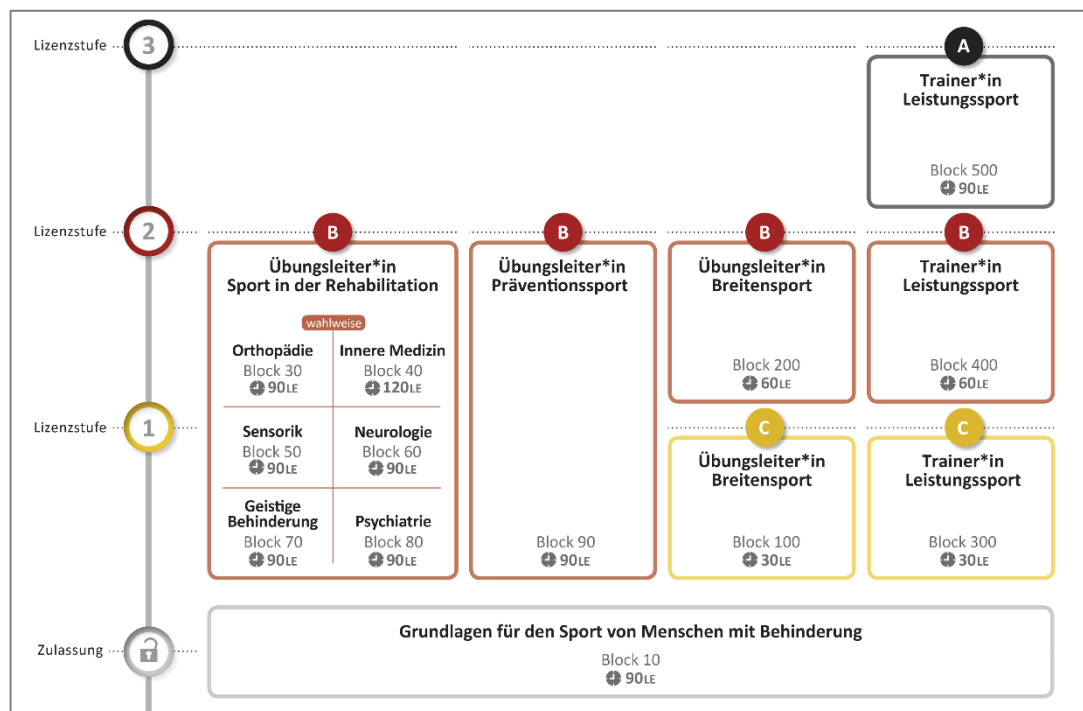 Lizenzstufe
3
A
Trainer*in
Leistungssport
Block 500
90LE
Lizenzstufe
2
B
B
B
B
Übungsleiter*in
Sport in der Rehabilitation
wahlweise
Orthopädie
Block 30
90LE
Innere Medizin
Block 40
120LE
Sensorik
Block 50
90LE
Neurologie
Block 60
90LE
Geistige
Behinderung
Block 70
90LE
Psychiatrie
Block 80
90LE
Übungsleiter*in
Präventionssport
Block 90
90LE
Übungsleiter*in
Breitensport
Block 200
60LE
Trainer*in
Leistungssport
Block 400
60LE
Lizenzstufe
1
C
C
Übungsleiter*in
Breitensport
Block 100
30LE
Trainer*in
Leistungssport
Block 300
30LE
Zulassung
Grundlagen für den Sport von Menschen mit Behinderung
Block 10
90LE